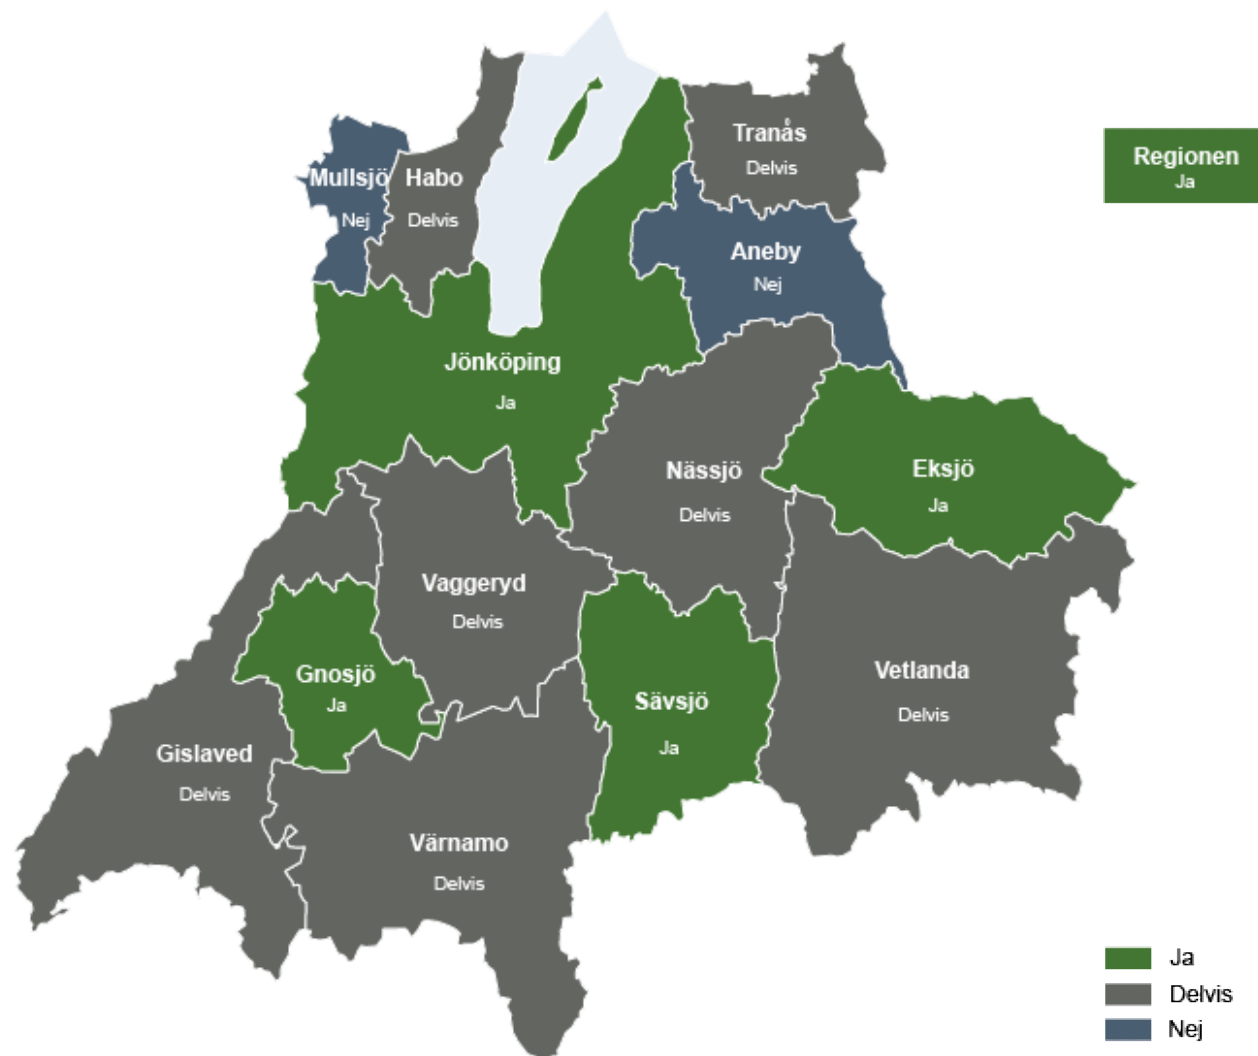 Tranås
Delvis
Regionen
Ja
Mullsjö
Nej
Habo
Delvis
Aneby
Nej
Jönköping
Ja
Nässjö
Delvis
Eksjö
Ja
Vaggeryd
Delvis
Gnosjö
Ja
Sävsjö
Ja
Vetlanda
Delvis
Gislaved
Delvis
Värnamo
Delvis
Ja
Delvis
Nej